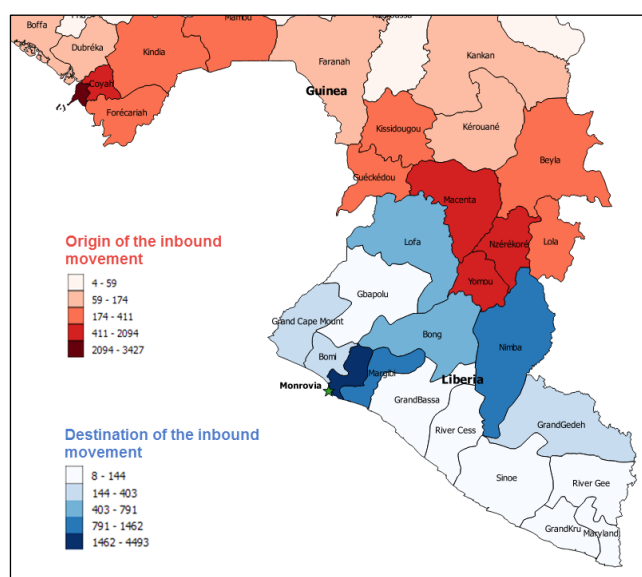 Boffa
Mamou
Dubréka
Kindia
Faranah
Kankan
Coyah
Guinea
Forécariah
Kissidougou
Kérouané
Beyla
Guéckédou
Macenta
Origin of the inbound
movement
4 - 59
59 - 174
174 - 411
411 - 2094
2094 - 3427
Lofa
Nzérékoré
Lola
Yomou
Gbapolu
Grand Cape Mount
Bong
Nimba
Bomi
Margibi
Monrovia
Liberia
GrandBassa
River Cess
GrandGedeh
Destination of the inbound
movement
8 - 144
144 - 403
403 - 791
791 - 1462
1462 - 4493
Sinoe
River Gee
GrandKru
Maryland